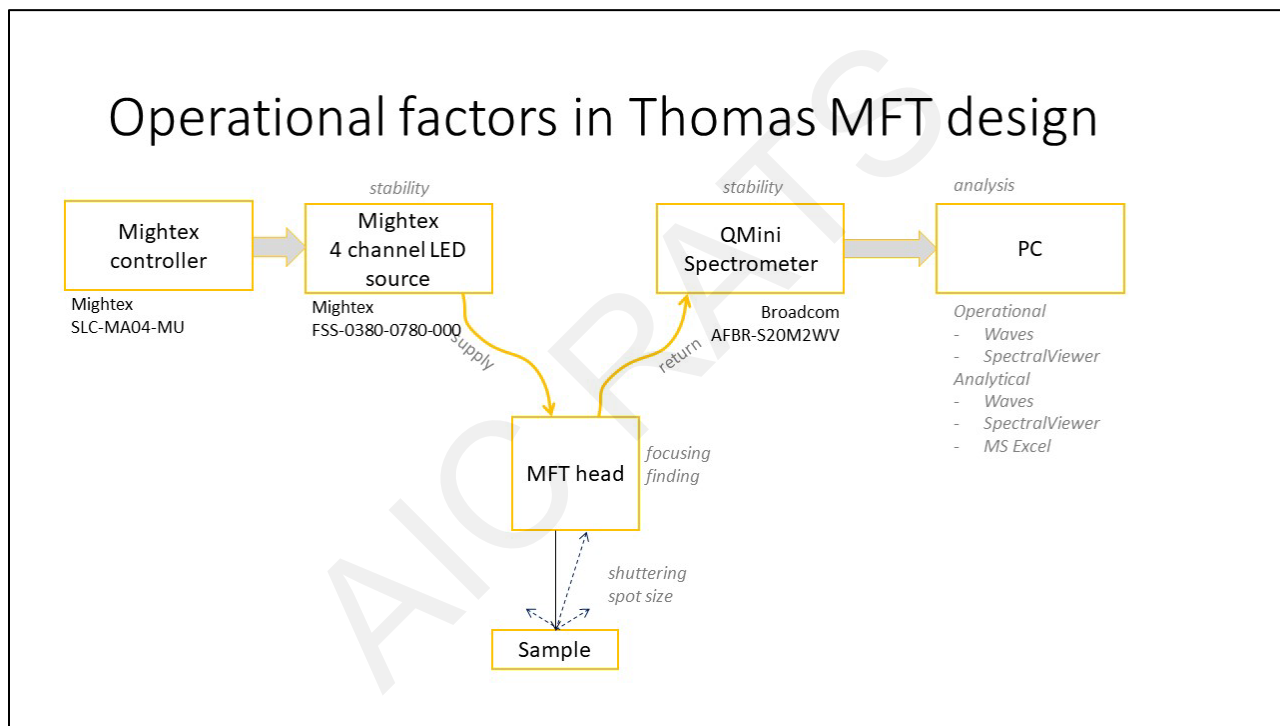 Operational factors in Thomas MFT design
stability
stability
analysis
Mightex
controller
Mightex
4 channel LED
source
QMini
Spectrometer
PC
Mightex
SLC-MA04-MU
Mightex
FSS-0380-0780-000
Broadcom
AFBR-S20M2WV
Operational
- Waves
- SpectralViewer
Analytical
- Waves
- SpectralViewer
- MS Excel
supply
return
MFT head
focusing
finding
shuttering
spot size
Sample
AIC RATS